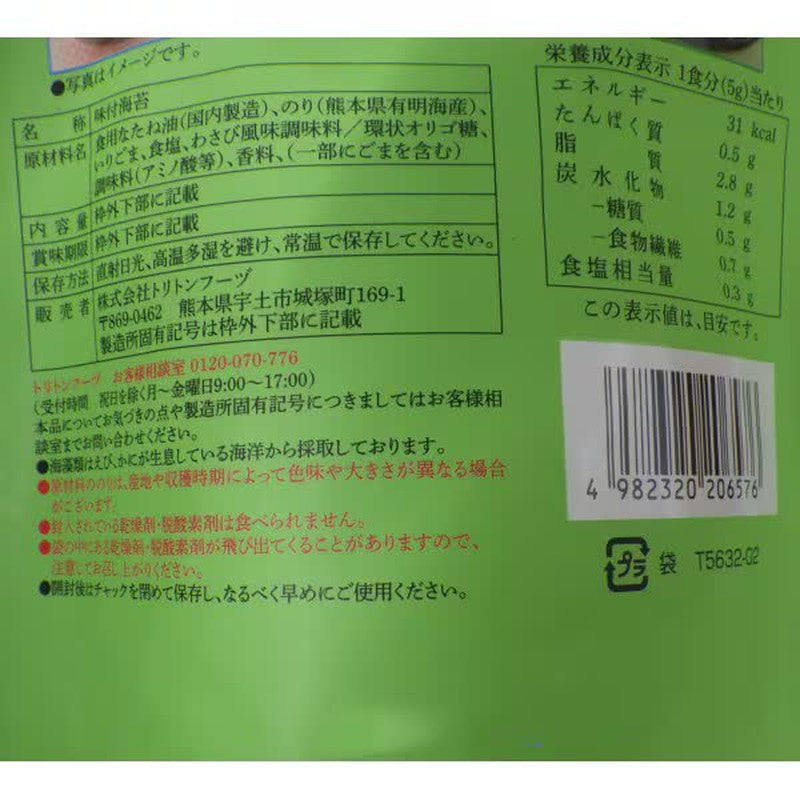 ●写真はイメージです。
名称 味付海苔
原材料名 食用なたね油(国内製造)、のり(熊本県有明海産)、
いりごま、食塩、わさび風味調味料／環状オリゴ糖、
調味料(アミノ酸等)、香料、(一部にごまを含む)
内容量 枠外下部に記載
賞味期限 枠外下部に記載
保存方法 直射日光、高温多湿を避け、常温で保存してください。
販売者 株式会社トリトンフーヅ
〒869-0462 熊本県宇土市城塚町169-1
製造所固有記号は枠外下部に記載
トリトンフーヅ お客様相談室 0120-070-776
(受付時間 祝日を除く月〜金曜日9:00〜17:00)
本品についてお気づきの点や製造所固有記号につきましてはお客様相
談室までお問い合わせください。
●海藻類はえび、かにが生息している海洋から採取しております。
●原材料ののりは、産地や収穫時期によって色味や大きさが異なる場合
がございます。
●封入されている乾燥剤・脱酸素剤は食べられません。
●袋の中にある乾燥剤・脱酸素剤が飛び出てくることがありますので、
注意してお召し上がりください。
●開封後はチャックを閉めて保存し、なるべく早めにご使用ください。
栄養成分表示 1食分(5g)当たり
エネルギー 31 kcal
たんぱく質 0.5 g
脂質 2.8 g
炭水化物 1.2 g
－糖質 0.5 g
－食物繊維 0.7 g
食塩相当量 0.3 g
この表示値は、目安です。
4 982320 206576
プラ 袋 T5632-02